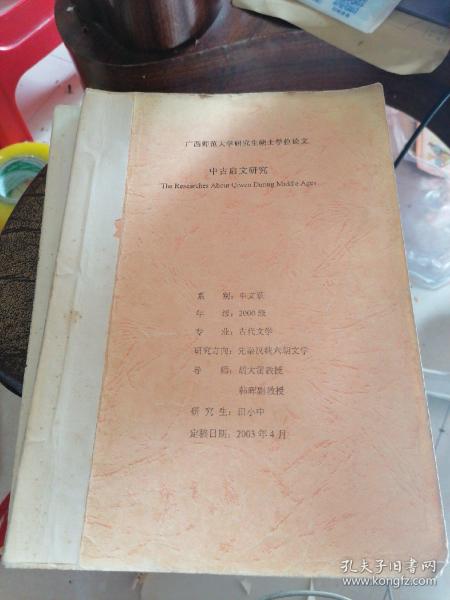 广西师范大学研究生硕士学位论文
中古启文研究
The Researches About Qiwen During Middle Ages
系 别：中文系
年 级：2000级
专 业：古代文学
研究方向：先秦汉魏六朝文学
导 师：胡大雷教授
韩晖副教授
研 究 生：田小中
定稿日期：2003年4月
孔夫子旧书网
www.kongfz.com